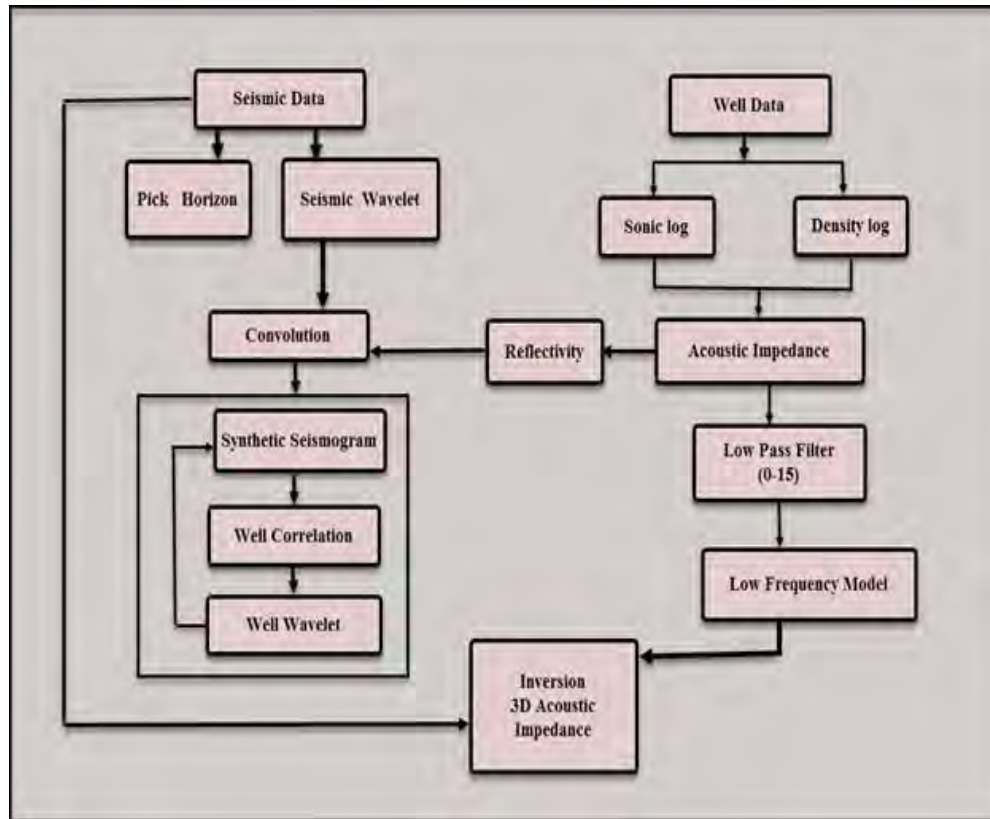 Seismic Data
Well Data
Pick Horizon
Seismic Wavelet
Sonic log
Density log
Convolution
Reflectivity
Acoustic Impedance
Synthetic Seismogram
Low Pass Filter
(0-15)
Well Correlation
Low Frequency Model
Well Wavelet
Inversion
3D Acoustic
Impedance